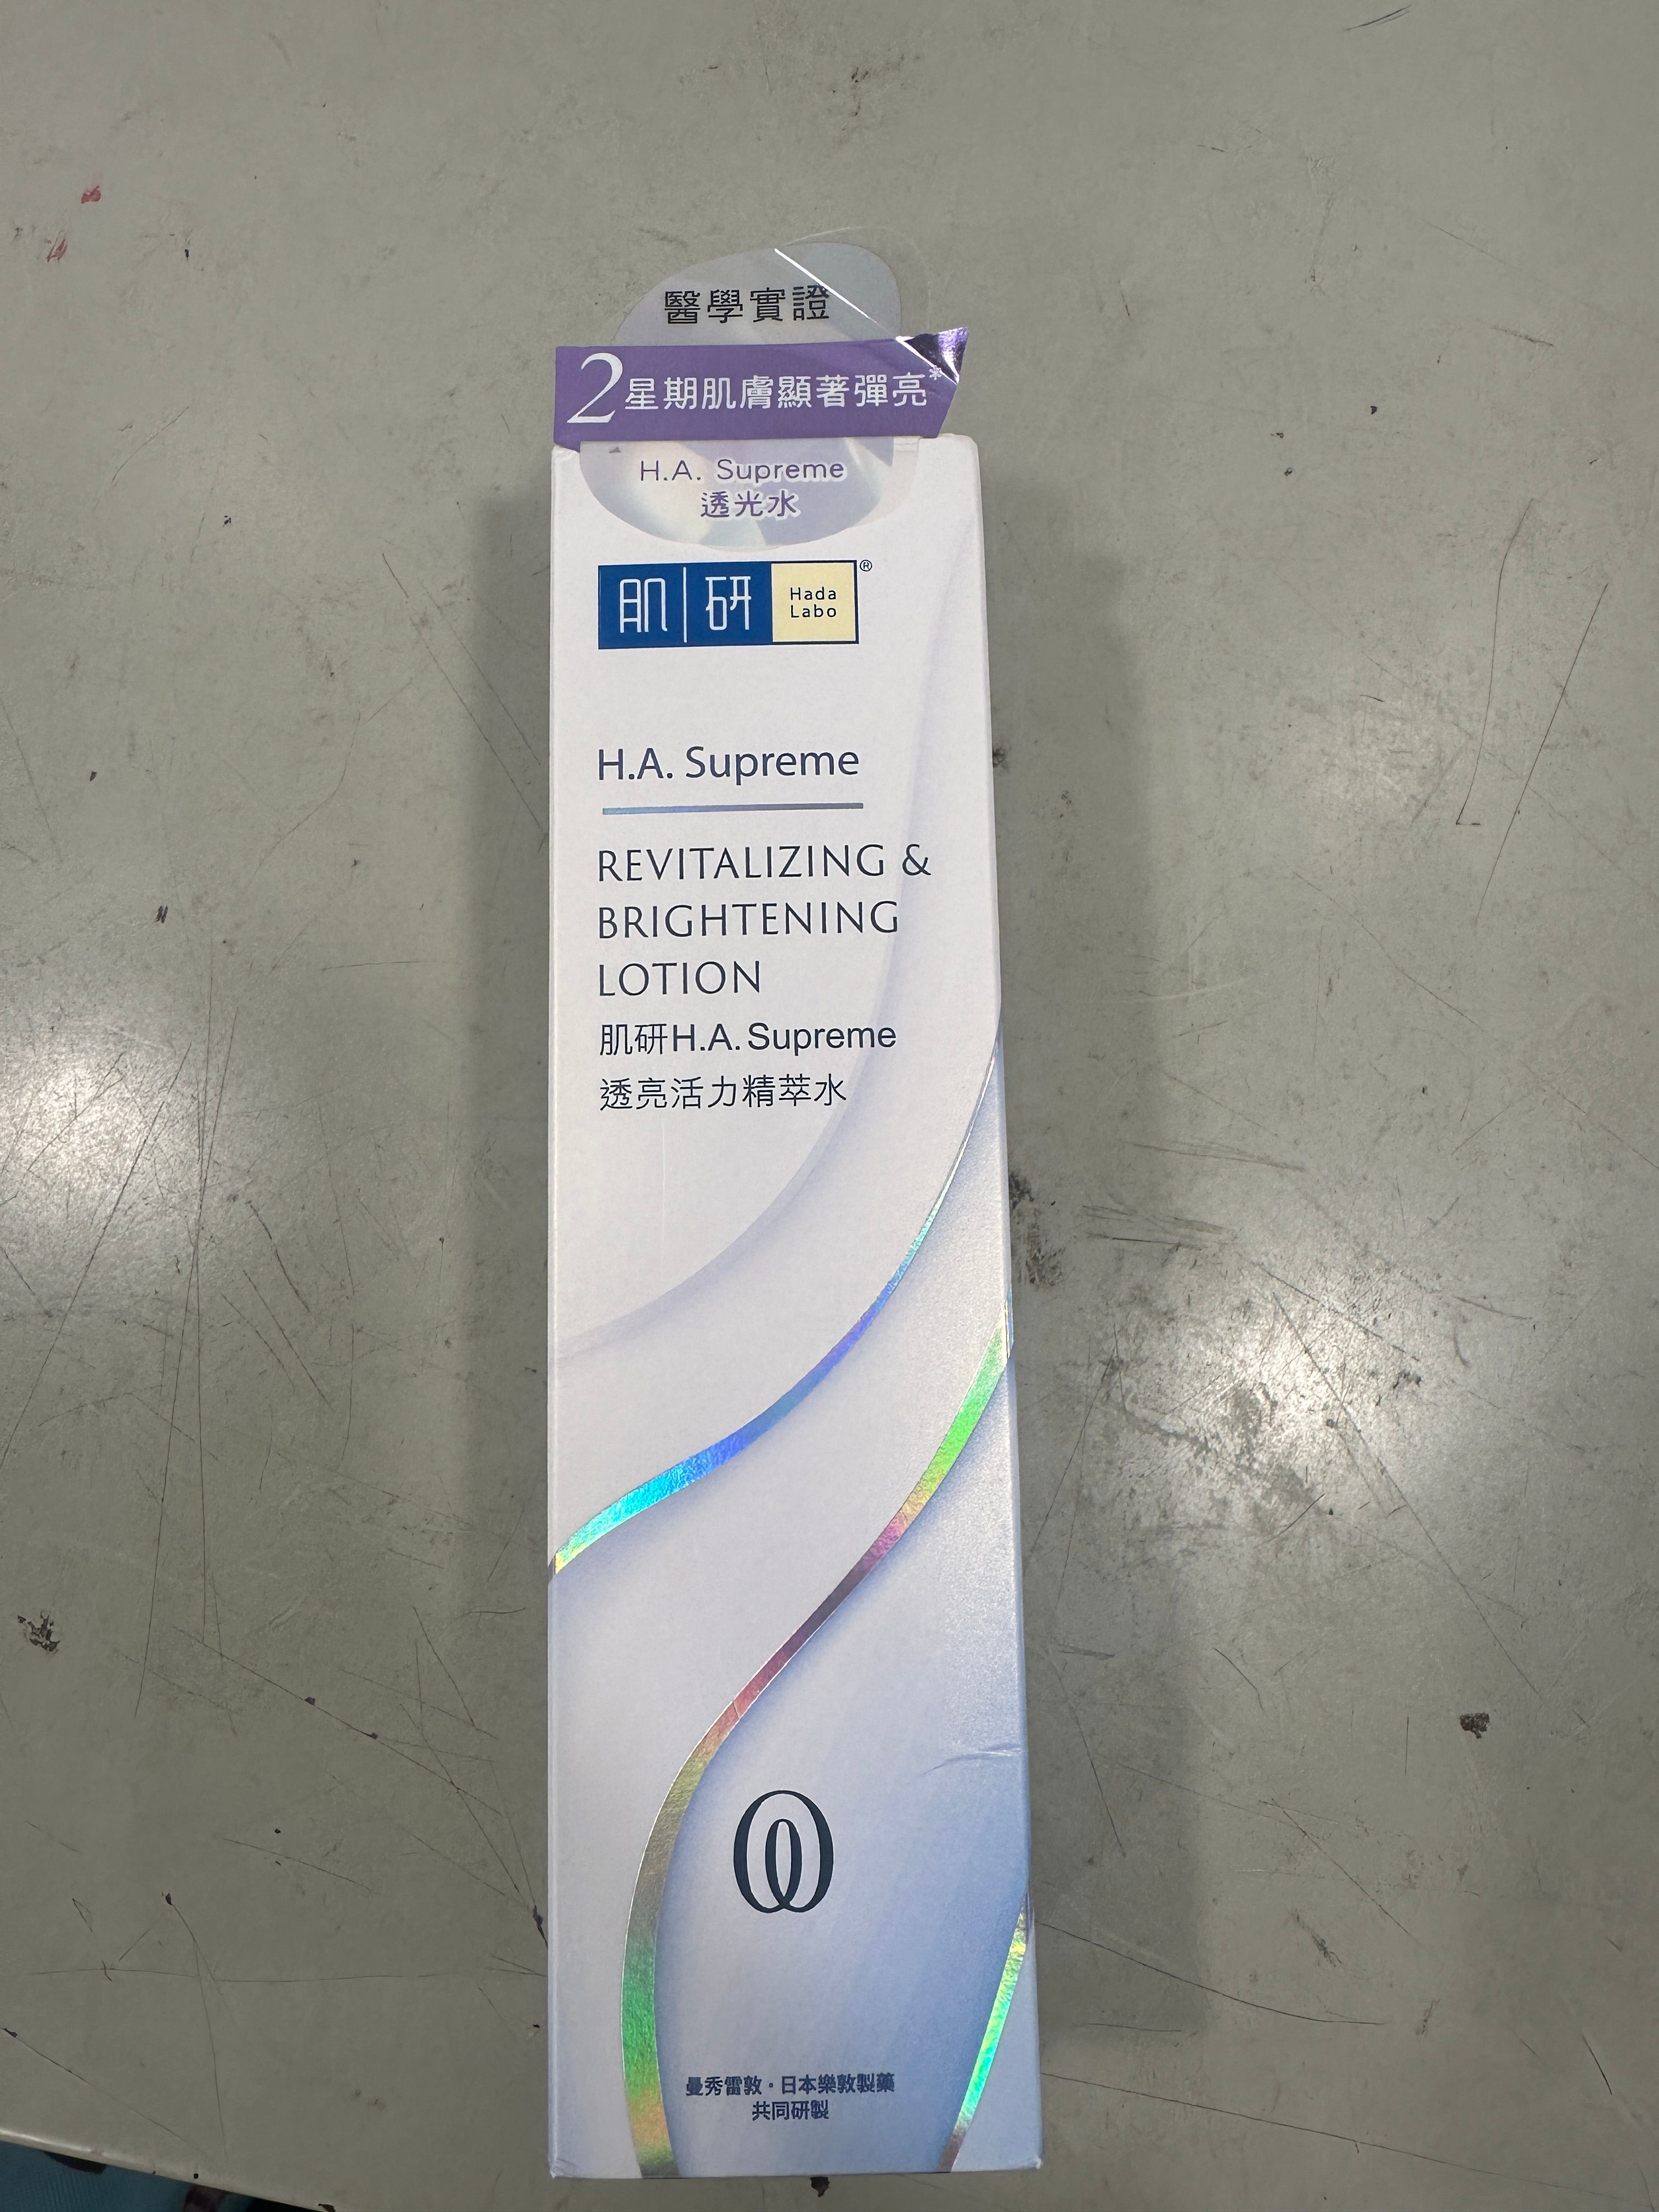 醫學實證
2星期肌膚顯著彈亮*
H.A. Supreme
透光水
肌研 Hada Labo®
H.A. Supreme
REVITALIZING &
BRIGHTENING
LOTION
肌研H.A. Supreme
透亮活力精萃水
曼秀雷敦・日本樂敦製藥
共同研製